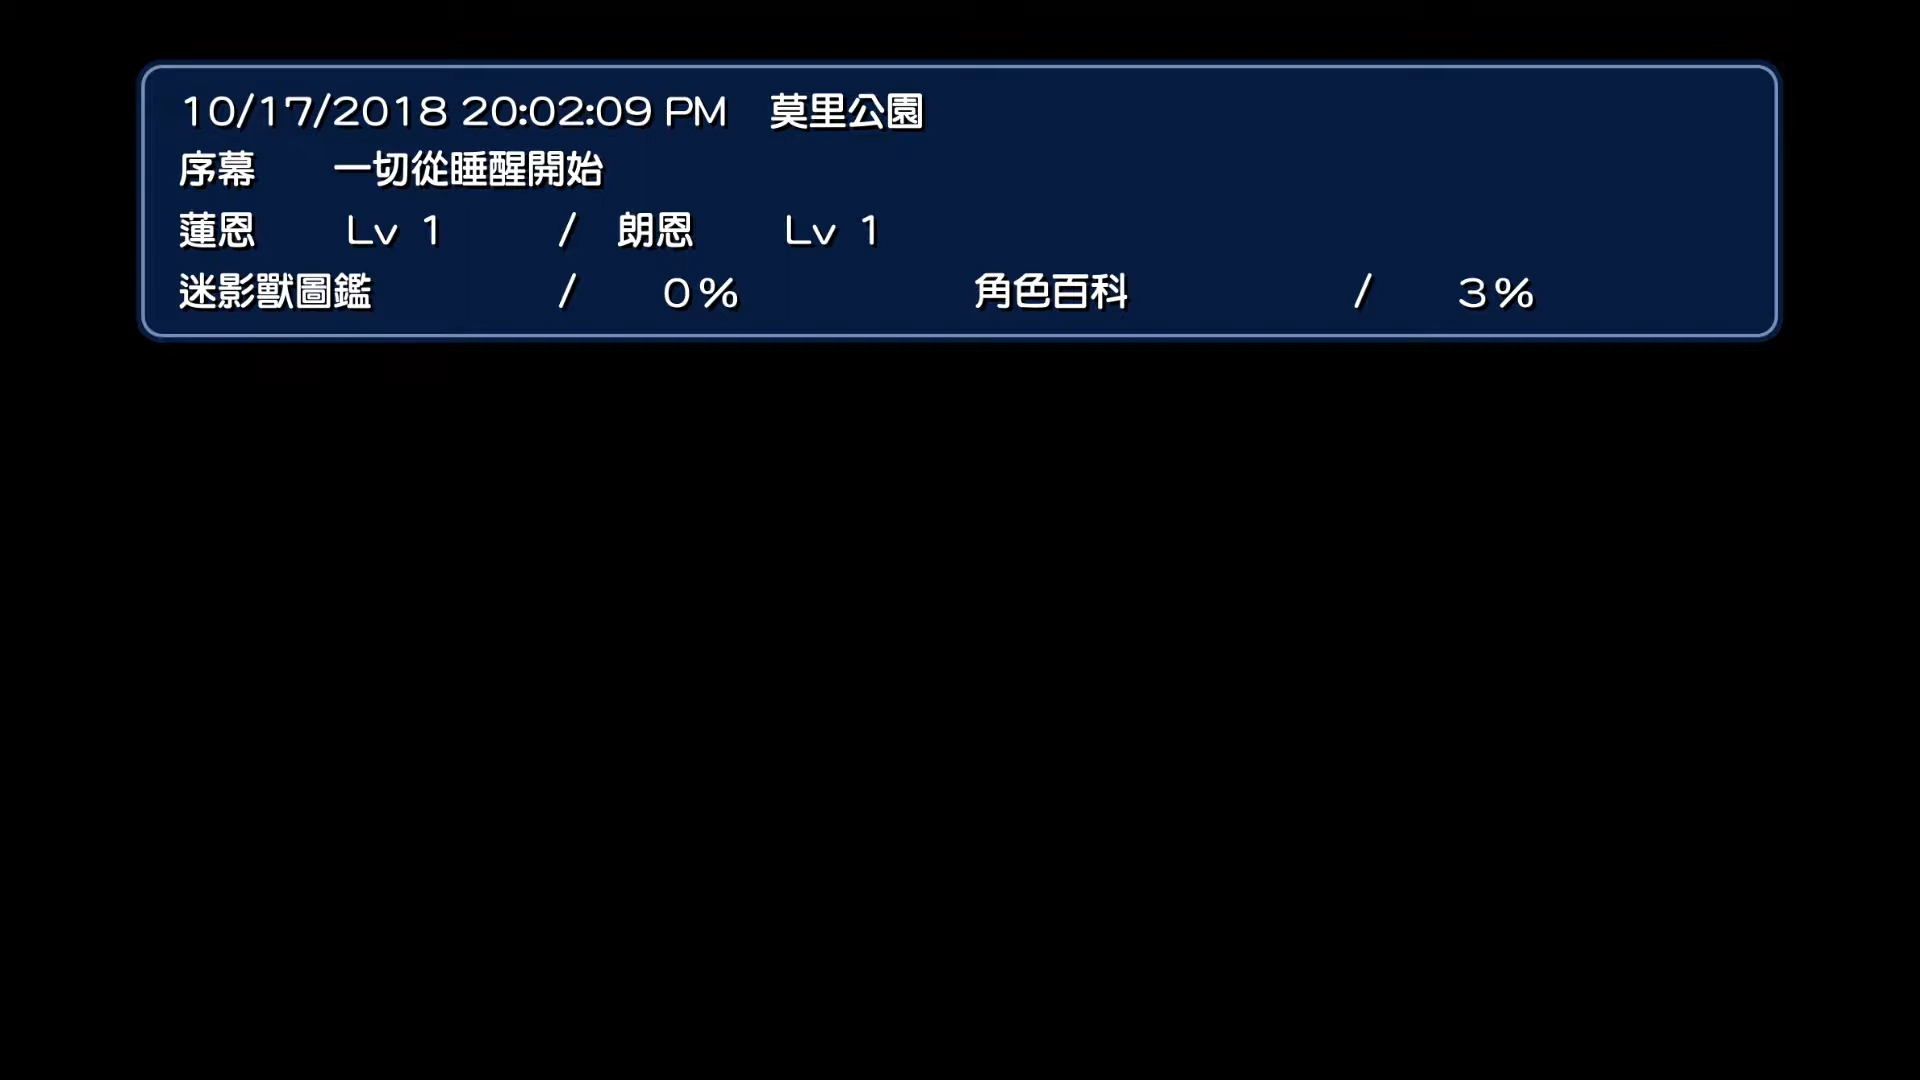 10/17/2018 20:02:09 PM 莫里公園
序幕 一切從睡醒開始
蓮恩 Lv 1 / 朗恩 Lv 1
迷影獸圖鑑 / 0% 角色百科 / 3%